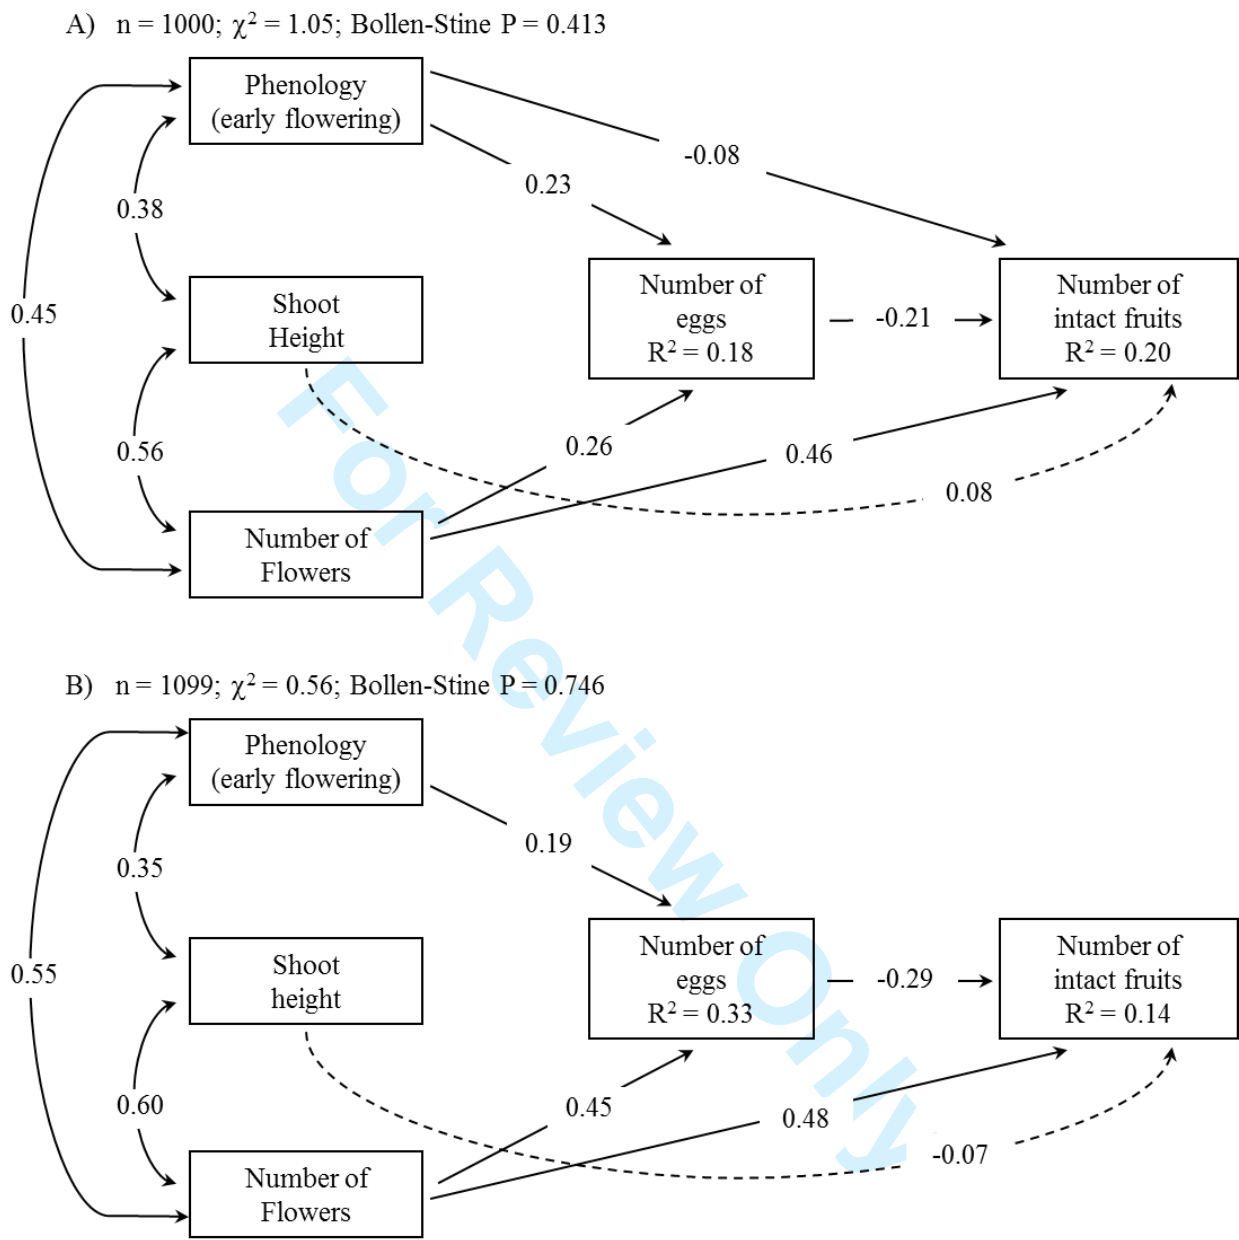 A) n = 1000; χ² = 1.05; Bollen-Stine P = 0.413
Phenology
(early flowering)
-0.08
0.23
0.38
Shoot
Height
0.45
Number of
eggs
R² = 0.18
-0.21
Number of
intact fruits
R² = 0.20
0.56
0.26
0.46
0.08
Number of
Flowers
B) n = 1099; χ² = 0.56; Bollen-Stine P = 0.746
Phenology
(early flowering)
0.19
0.35
Shoot
height
0.55
Number of
eggs
R² = 0.33
-0.29
Number of
intact fruits
R² = 0.14
0.60
0.45
0.48
-0.07
Number of
Flowers
For Review Only